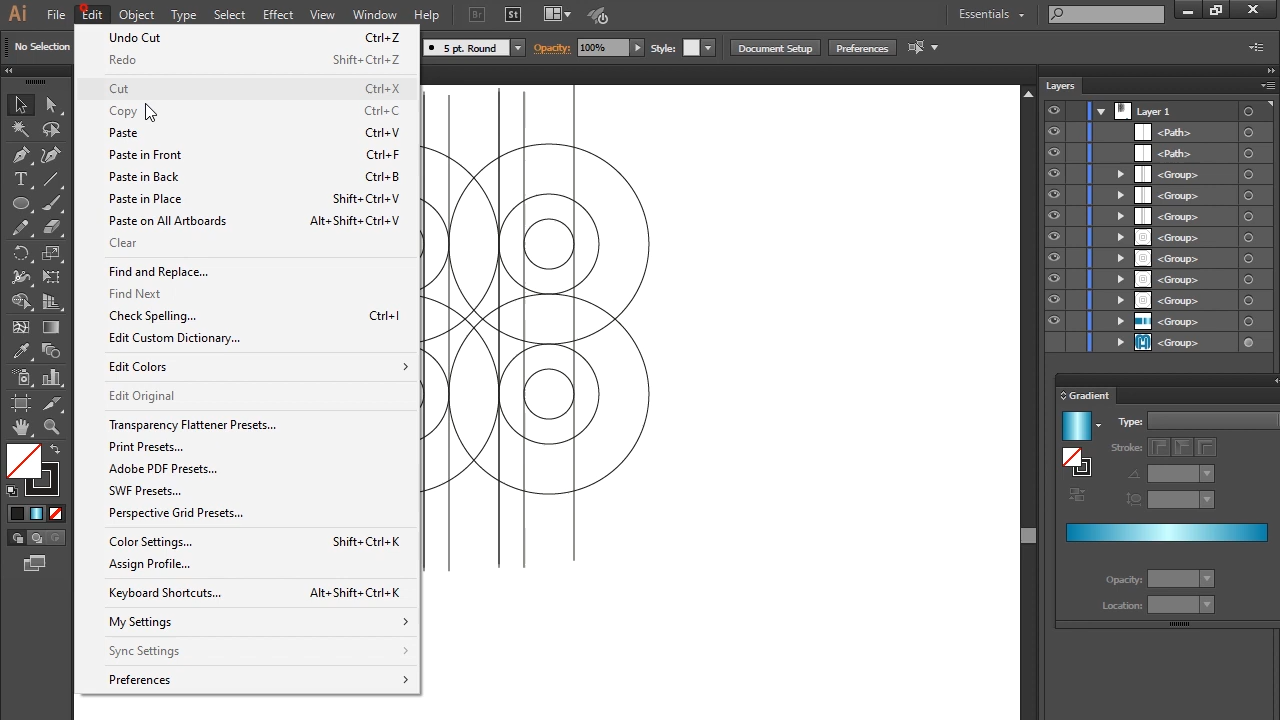 Ai File Edit Object Type Select Effect View Window Help Br St Essentials
No Selection 5 pt. Round Opacity: 100% Style: Document Setup Preferences
Undo Cut Ctrl+Z
Redo Shift+Ctrl+Z
Cut Ctrl+X
Copy Ctrl+C
Paste Ctrl+V
Paste in Front Ctrl+F
Paste in Back Ctrl+B
Paste in Place Shift+Ctrl+V
Paste on All Artboards Alt+Shift+Ctrl+V
Clear
Find and Replace...
Find Next
Check Spelling... Ctrl+I
Edit Custom Dictionary...
Edit Colors
Edit Original
Transparency Flattener Presets...
Print Presets...
Adobe PDF Presets...
SWF Presets...
Perspective Grid Presets...
Color Settings... Shift+Ctrl+K
Assign Profile...
Keyboard Shortcuts... Alt+Shift+Ctrl+K
My Settings
Sync Settings
Preferences
Layers
Layer 1
<Path>
<Path>
<Group>
<Group>
<Group>
<Group>
<Group>
<Group>
<Group>
<Group>
<Group>
Gradient
Type:
Stroke:
Opacity:
Location: